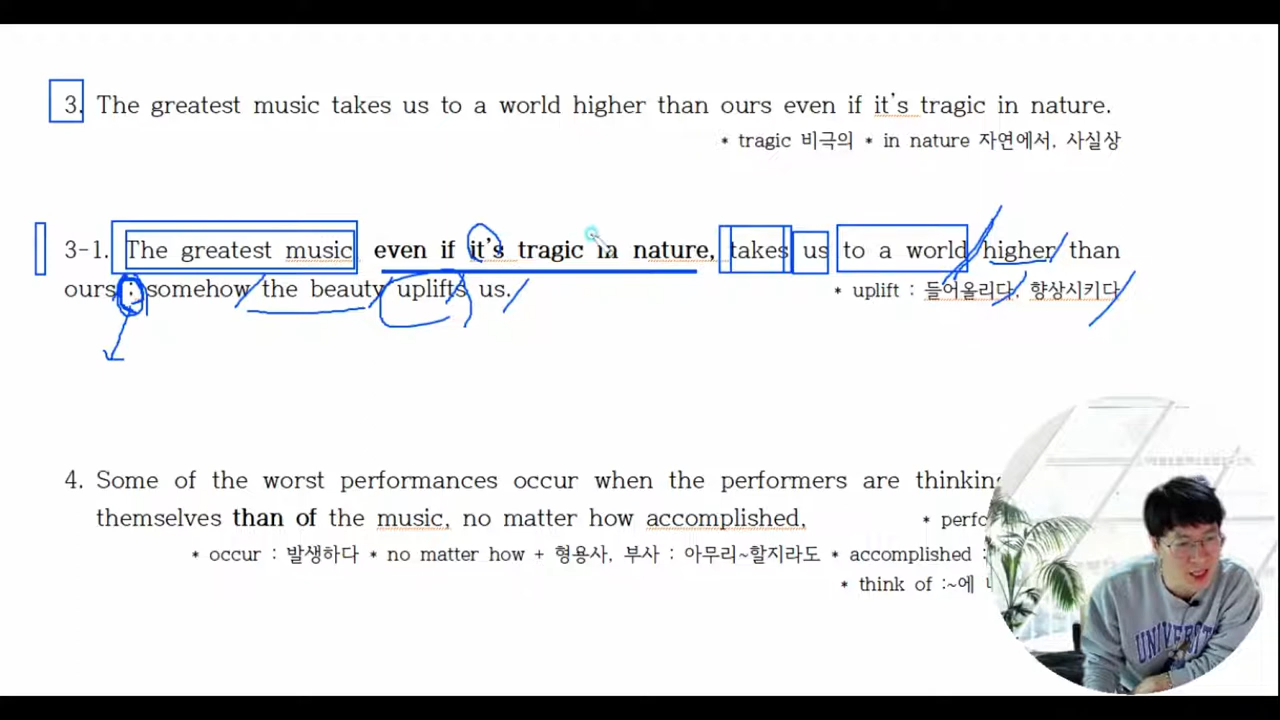 3. The greatest music takes us to a world higher than ours even if it's tragic in nature.
* tragic 비극의 * in nature 자연에서, 사실상
3-1. The greatest music even if it's tragic in nature, takes us to a world higher than
ours ; somehow the beauty uplifts us.
* uplift : 들어올리다, 향상시키다
4. Some of the worst performances occur when the performers are thinking
themselves than of the music, no matter how accomplished,
* occur : 발생하다 * no matter how + 형용사, 부사 : 아무리~할지라도 * accomplished :
* think of :~에
UNIVERSIT